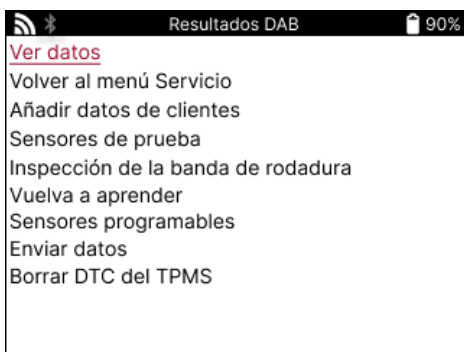 Resultados DAB 90%
Ver datos
Volver al menú Servicio
Añadir datos de clientes
Sensores de prueba
Inspección de la banda de rodadura
Vuelva a aprender
Sensores programables
Enviar datos
Borrar DTC del TPMS